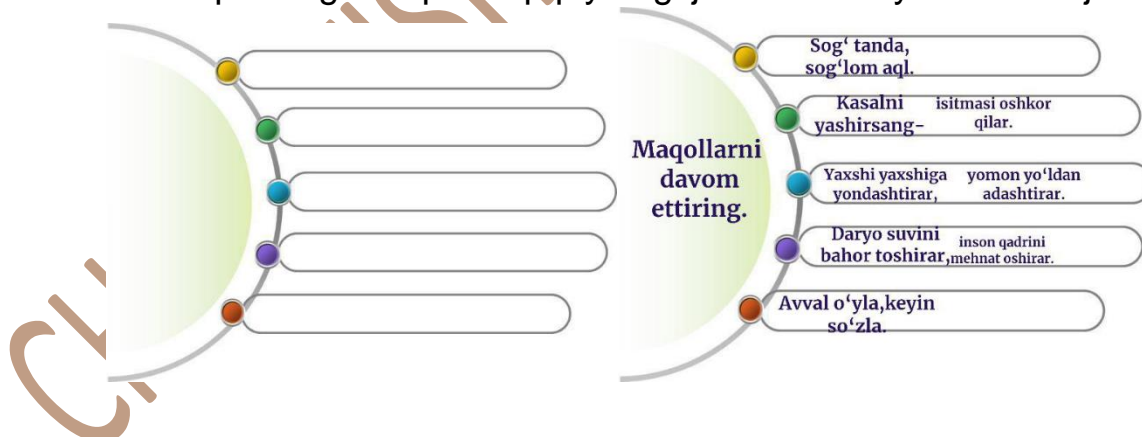 Sog‘ tanda,
sog‘lom aql.
Kasalni isitmasi oshkor
yashirsang- qilar.
Maqollarni
davom
ettiring.
Yaxshi yaxshiga yomon yo‘ldan
yondashtirar, adashtirar.
Daryo suvini inson qadrini
bahor toshirar, mehnat oshirar.
Avval o‘yla,keyin
so‘zla.